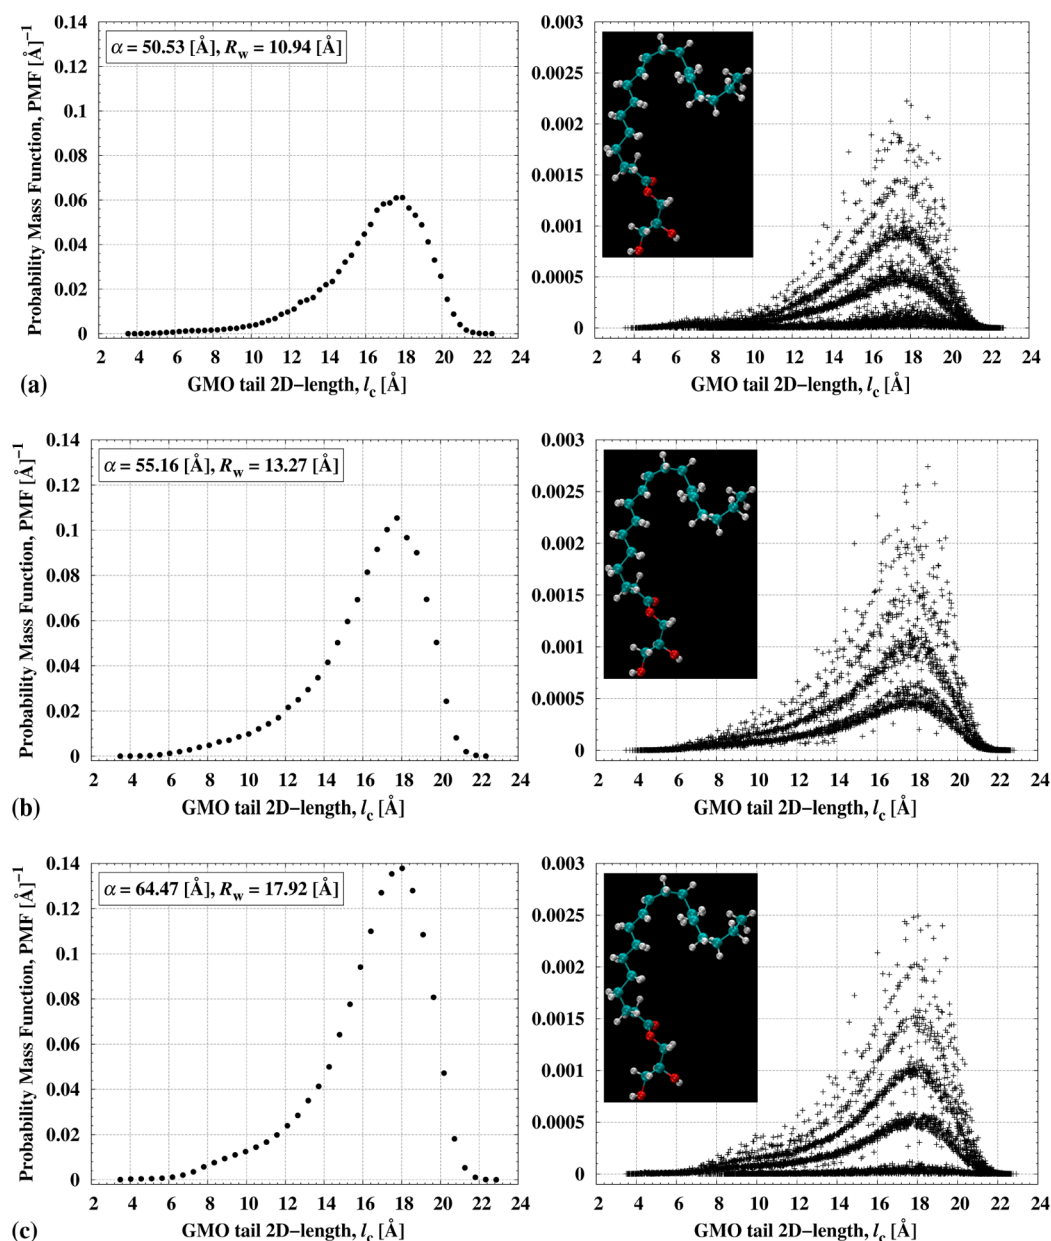 α = 50.53 [Å], R_w = 10.94 [Å]
Probability Mass Function, PMF [Å]⁻¹
0.14
0.12
0.1
0.08
0.06
0.04
0.02
0
2 4 6 8 10 12 14 16 18 20 22 24
GMO tail 2D−length, l_c [Å]
0.003
0.0025
0.002
0.0015
0.001
0.0005
0
2 4 6 8 10 12 14 16 18 20 22 24
GMO tail 2D−length, l_c [Å]
(a)
α = 55.16 [Å], R_w = 13.27 [Å]
Probability Mass Function, PMF [Å]⁻¹
0.14
0.12
0.1
0.08
0.06
0.04
0.02
0
2 4 6 8 10 12 14 16 18 20 22 24
GMO tail 2D−length, l_c [Å]
0.003
0.0025
0.002
0.0015
0.001
0.0005
0
2 4 6 8 10 12 14 16 18 20 22 24
GMO tail 2D−length, l_c [Å]
(b)
α = 64.47 [Å], R_w = 17.92 [Å]
Probability Mass Function, PMF [Å]⁻¹
0.14
0.12
0.1
0.08
0.06
0.04
0.02
0
2 4 6 8 10 12 14 16 18 20 22 24
GMO tail 2D−length, l_c [Å]
0.003
0.0025
0.002
0.0015
0.001
0.0005
0
2 4 6 8 10 12 14 16 18 20 22 24
GMO tail 2D−length, l_c [Å]
(c)